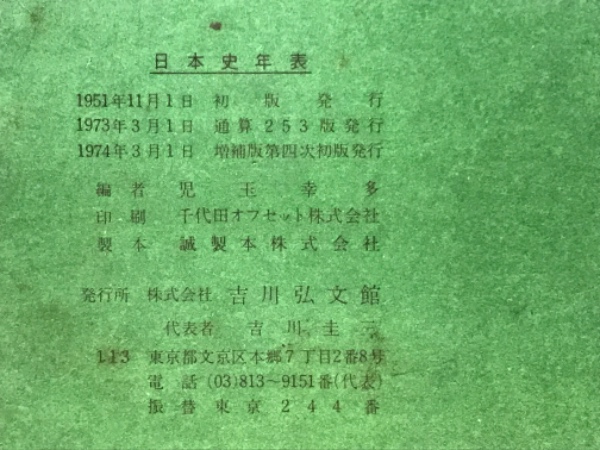 日本史年表
1951年11月1日 初版発行
1973年3月1日 通算253版発行
1974年3月1日 増補版第四次初版発行
編者 児玉幸多
印刷 千代田オフセット株式会社
製本 誠製本株式会社
発行所 株式会社 吉川弘文館
代表者 吉川圭三
113 東京都文京区本郷7丁目2番8号
電話 (03)813〜9151番(代表)
振替東京244番